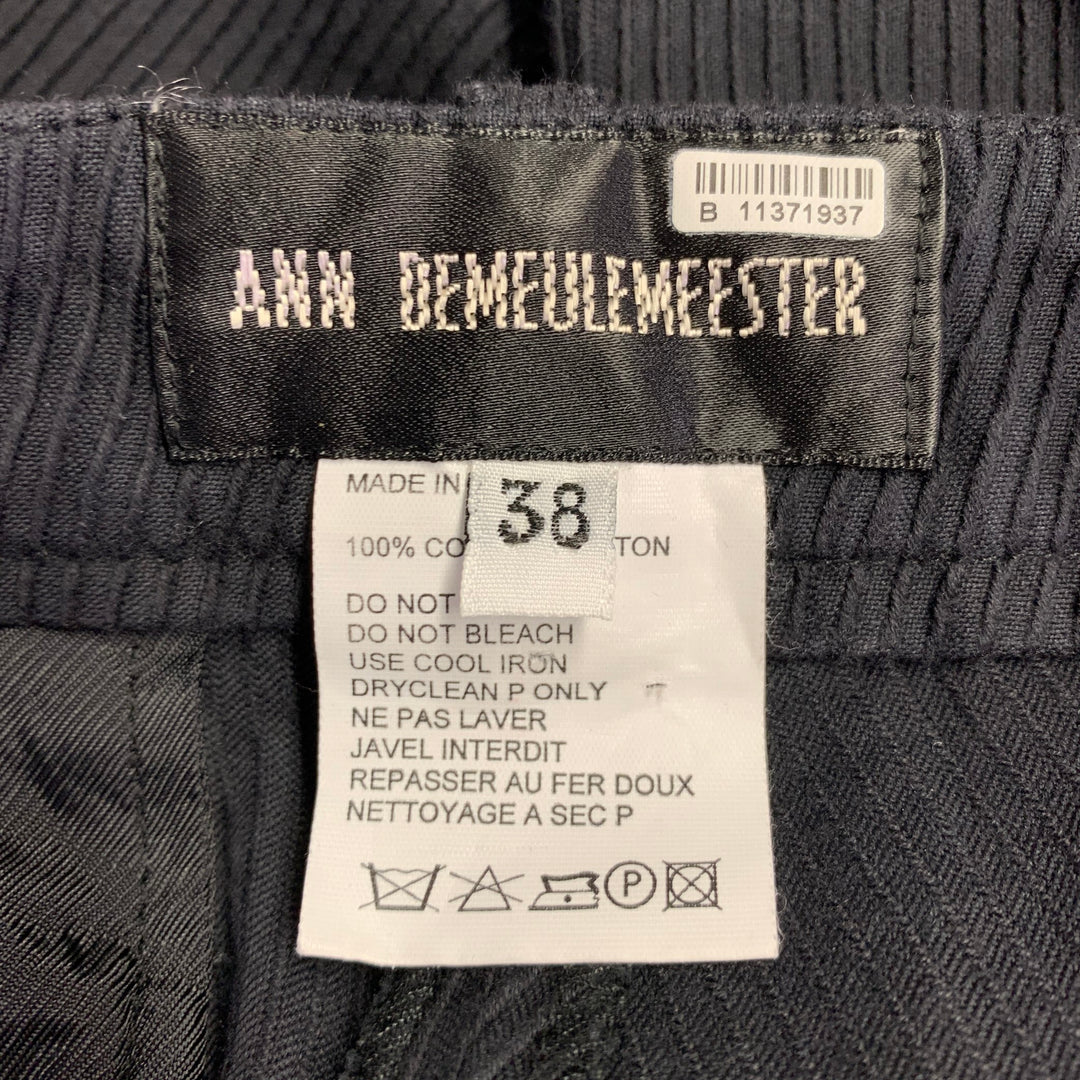 B 11371937
ANN DEMEULEMEESTER
38
MADE IN
100% CO TON
DO NOT
DO NOT BLEACH
USE COOL IRON
DRYCLEAN P ONLY
NE PAS LAVER
JAVEL INTERDIT
REPASSER AU FER DOUX
NETTOYAGE A SEC P
P